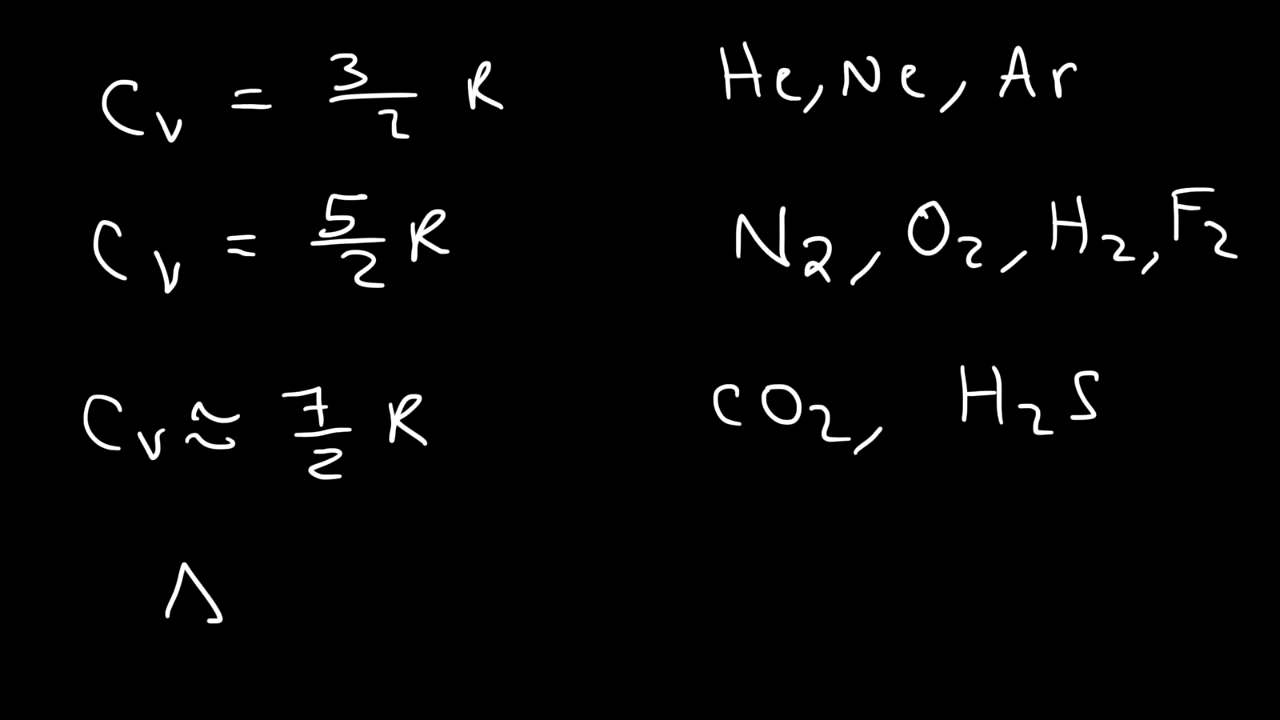 Cv = 3/2 R He, Ne, Ar
Cv = 5/2 R N2, O2, H2, F2
Cv ≈ 7/2 R CO2, H2S